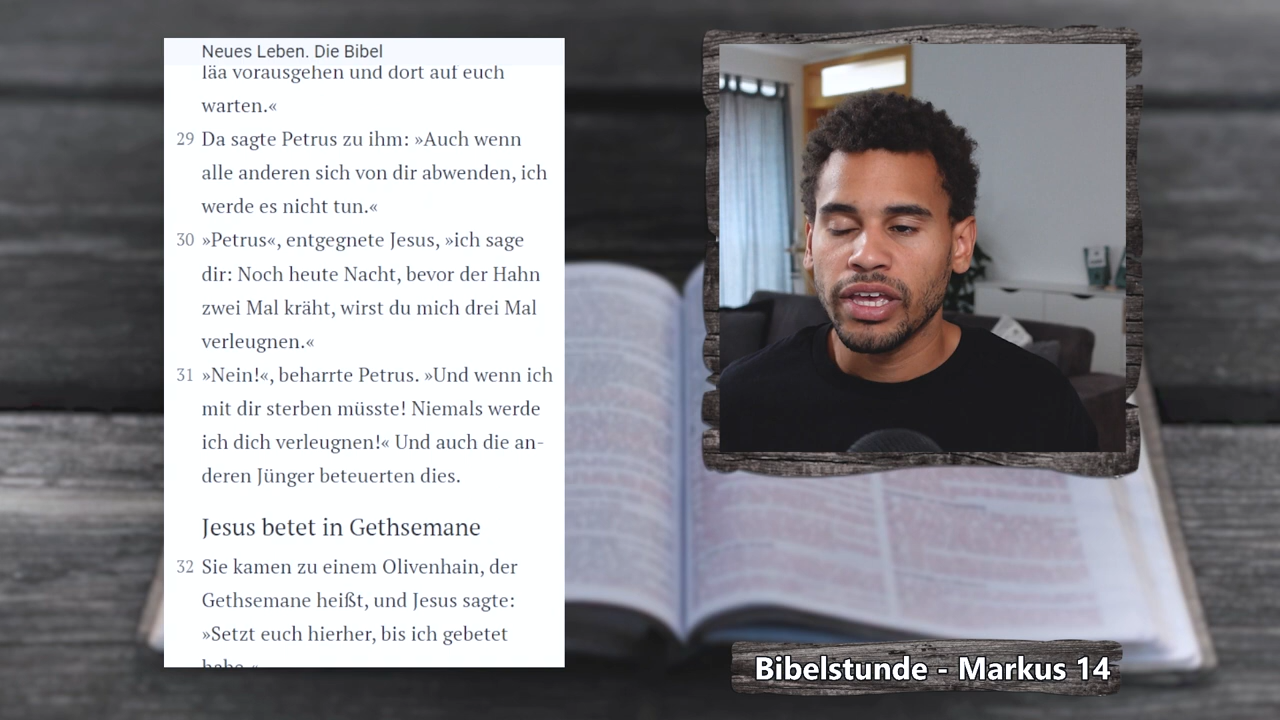 Neues Leben. Die Bibel
läa vorausgehen und dort auf euch
warten.«
29 Da sagte Petrus zu ihm: »Auch wenn
alle anderen sich von dir abwenden, ich
werde es nicht tun.«
30 »Petrus«, entgegnete Jesus, »ich sage
dir: Noch heute Nacht, bevor der Hahn
zwei Mal kräht, wirst du mich drei Mal
verleugnen.«
31 »Nein!«, beharrte Petrus. »Und wenn ich
mit dir sterben müsste! Niemals werde
ich dich verleugnen!« Und auch die an-
deren Jünger beteuerten dies.
Jesus betet in Gethsemane
32 Sie kamen zu einem Olivenhain, der
Gethsemane heißt, und Jesus sagte:
»Setzt euch hierher, bis ich gebetet
habe.«
Bibelstunde - Markus 14